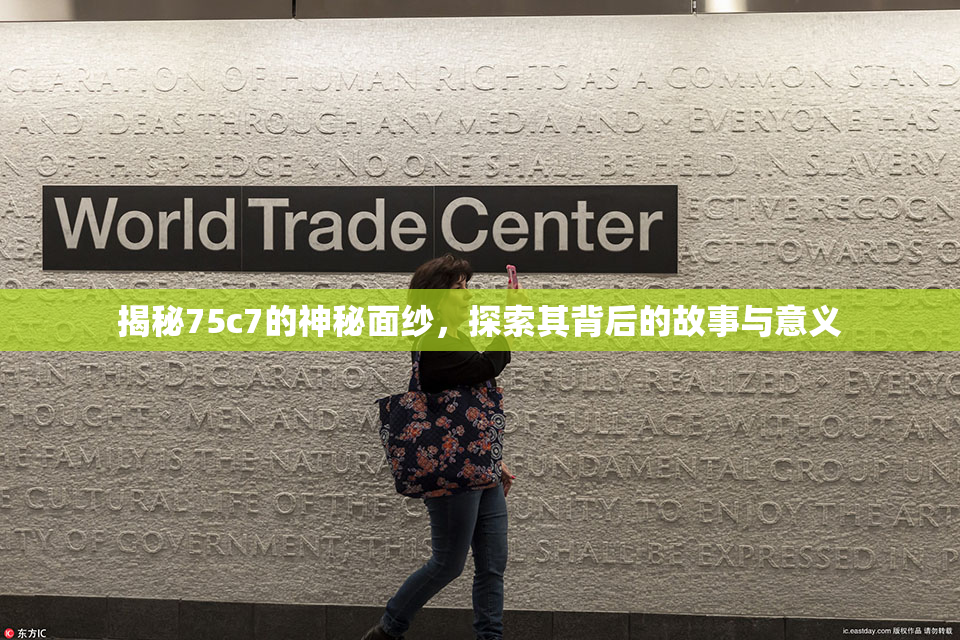 CLARATION OF HUMAN RIGHTS AS A COMMON STAND
AND IDEAS THROUGH ANY MEDIA AND EVERYONE HAS T
N OF THIS PLEDGE NO ONE SHALL BE HELD IN SLAVERY
World Trade Center
ECTIVE RECOGN
ACT TOWARDS O
揭秘75c7的神秘面纱，探索其背后的故事与意义
H IN THIS DECLARATION BE FULLY REALIZED EVERYO
THOUGHT MEN AND OF FULL AGE WITHO
E FAMILY IS THE NATURA FUNDAMENTAL GROUP
E CULTURAL LIFE OF THE COMMUNITY, TO ENJOY THE ART
TY OF GOVERNMENT; THIS SHALL BE EXPRESSED IN P
东方IC
ic.eastday.com 版权作品 请勿转载